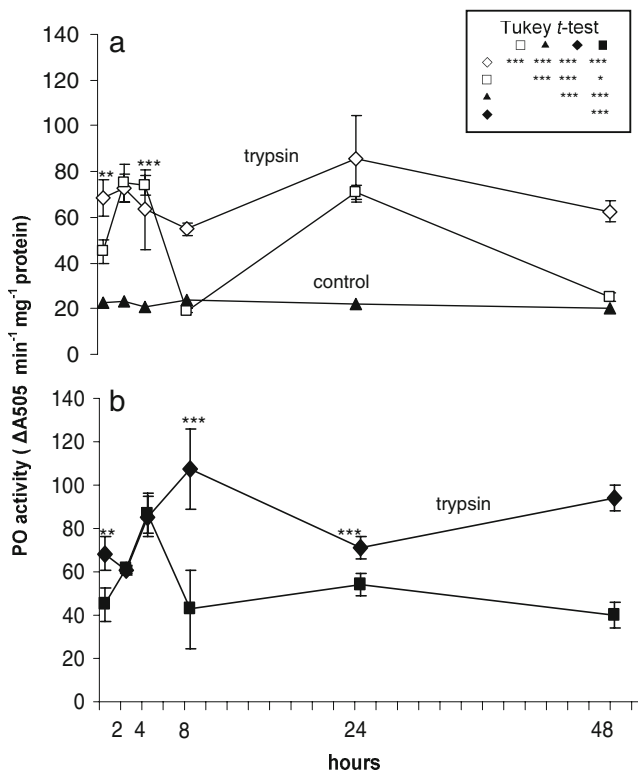 a
Tukey t-test
*** *** *** ***
*** *** *
*** ***
***
140
120
100
80
60
40
20
0
** ***
trypsin
control
PO activity ( ΔA505 min⁻¹ mg⁻¹ protein)
b
140
120
100
80
60
40
20
0
***
**
***
trypsin
2 4 8 24 48
hours